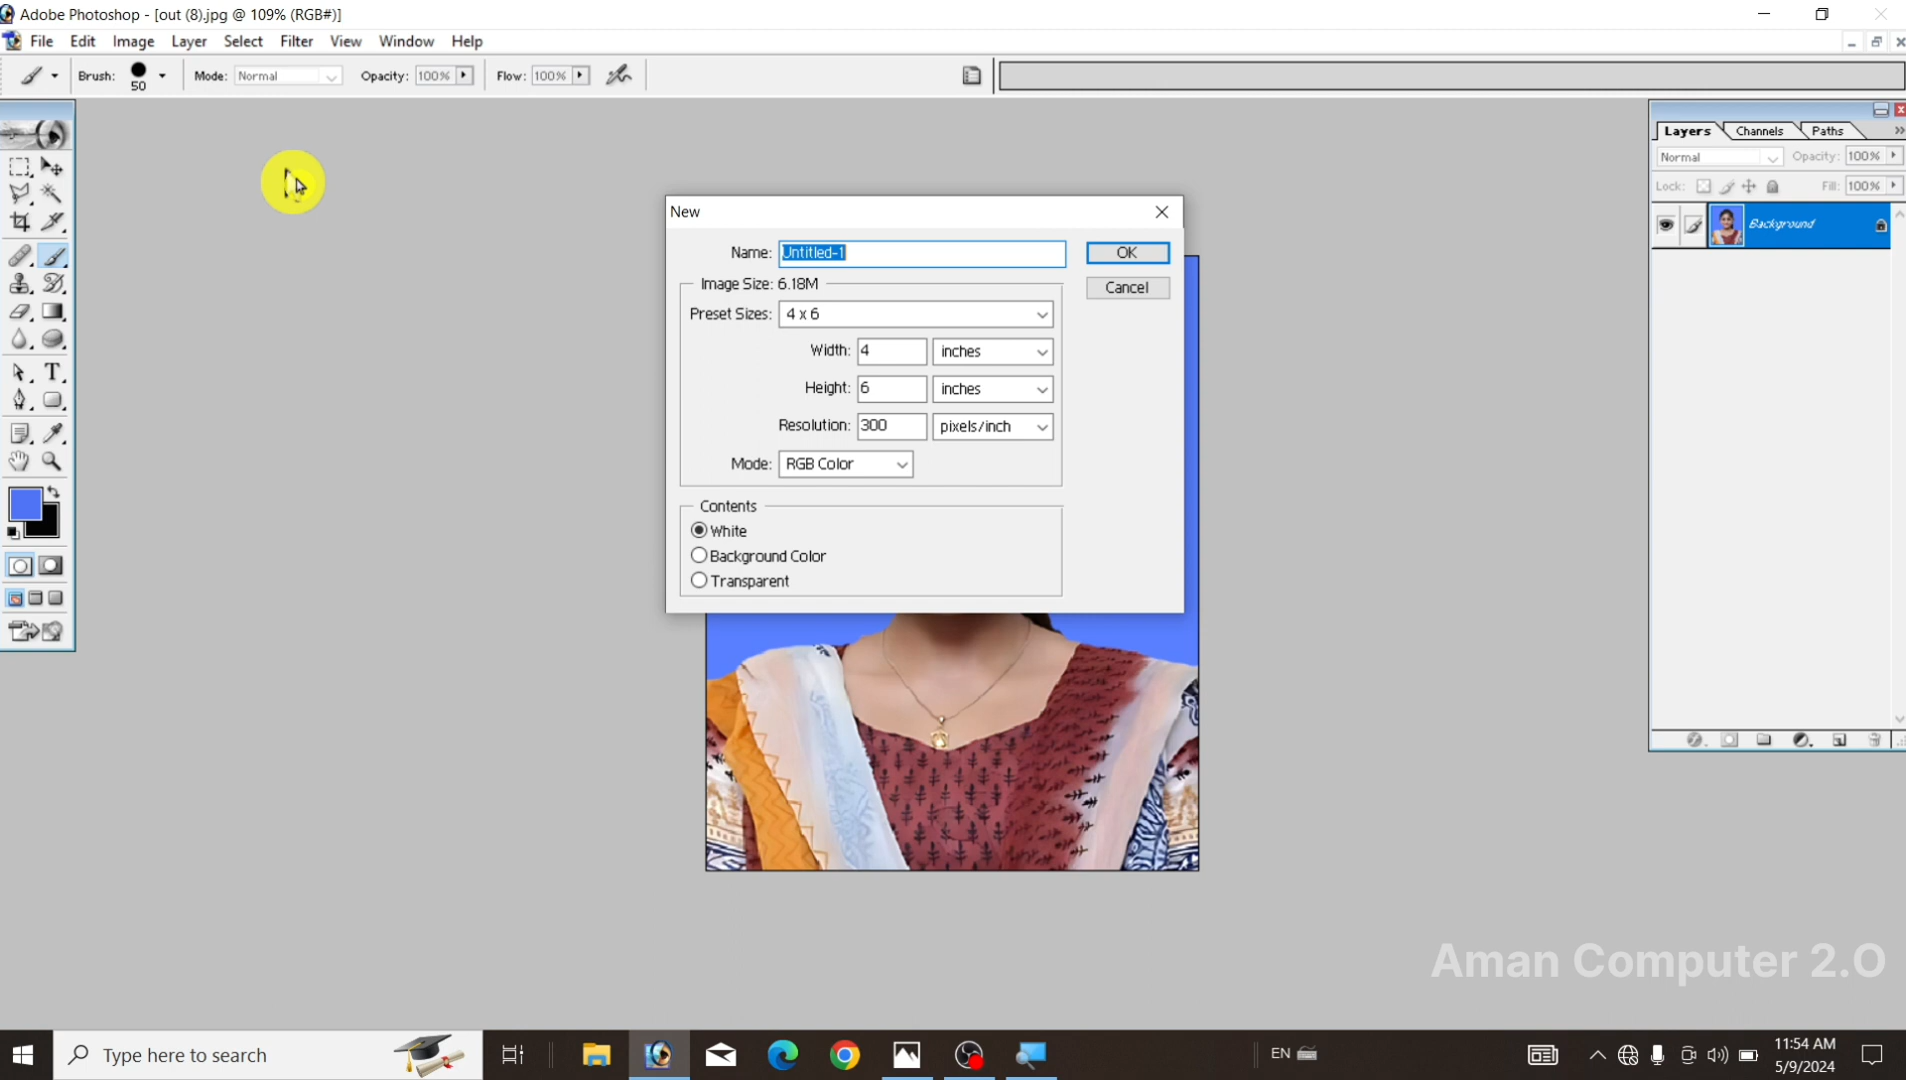 Adobe Photoshop - [out (8).jpg @ 109% (RGB#)]
File Edit Image Layer Select Filter View Window Help
Brush: 50 Mode: Normal Opacity: 100% Flow: 100%
Layers Channels Paths
Normal Opacity: 100%
Lock: Fill: 100%
Background
New
Name: Untitled-1 OK
Image Size: 6.18M Cancel
Preset Sizes: 4 x 6
Width: 4 inches
Height: 6 inches
Resolution: 300 pixels/inch
Mode: RGB Color
Contents
White
Background Color
Transparent
Aman Computer 2.O
Type here to search EN 11:54 AM
5/9/2024